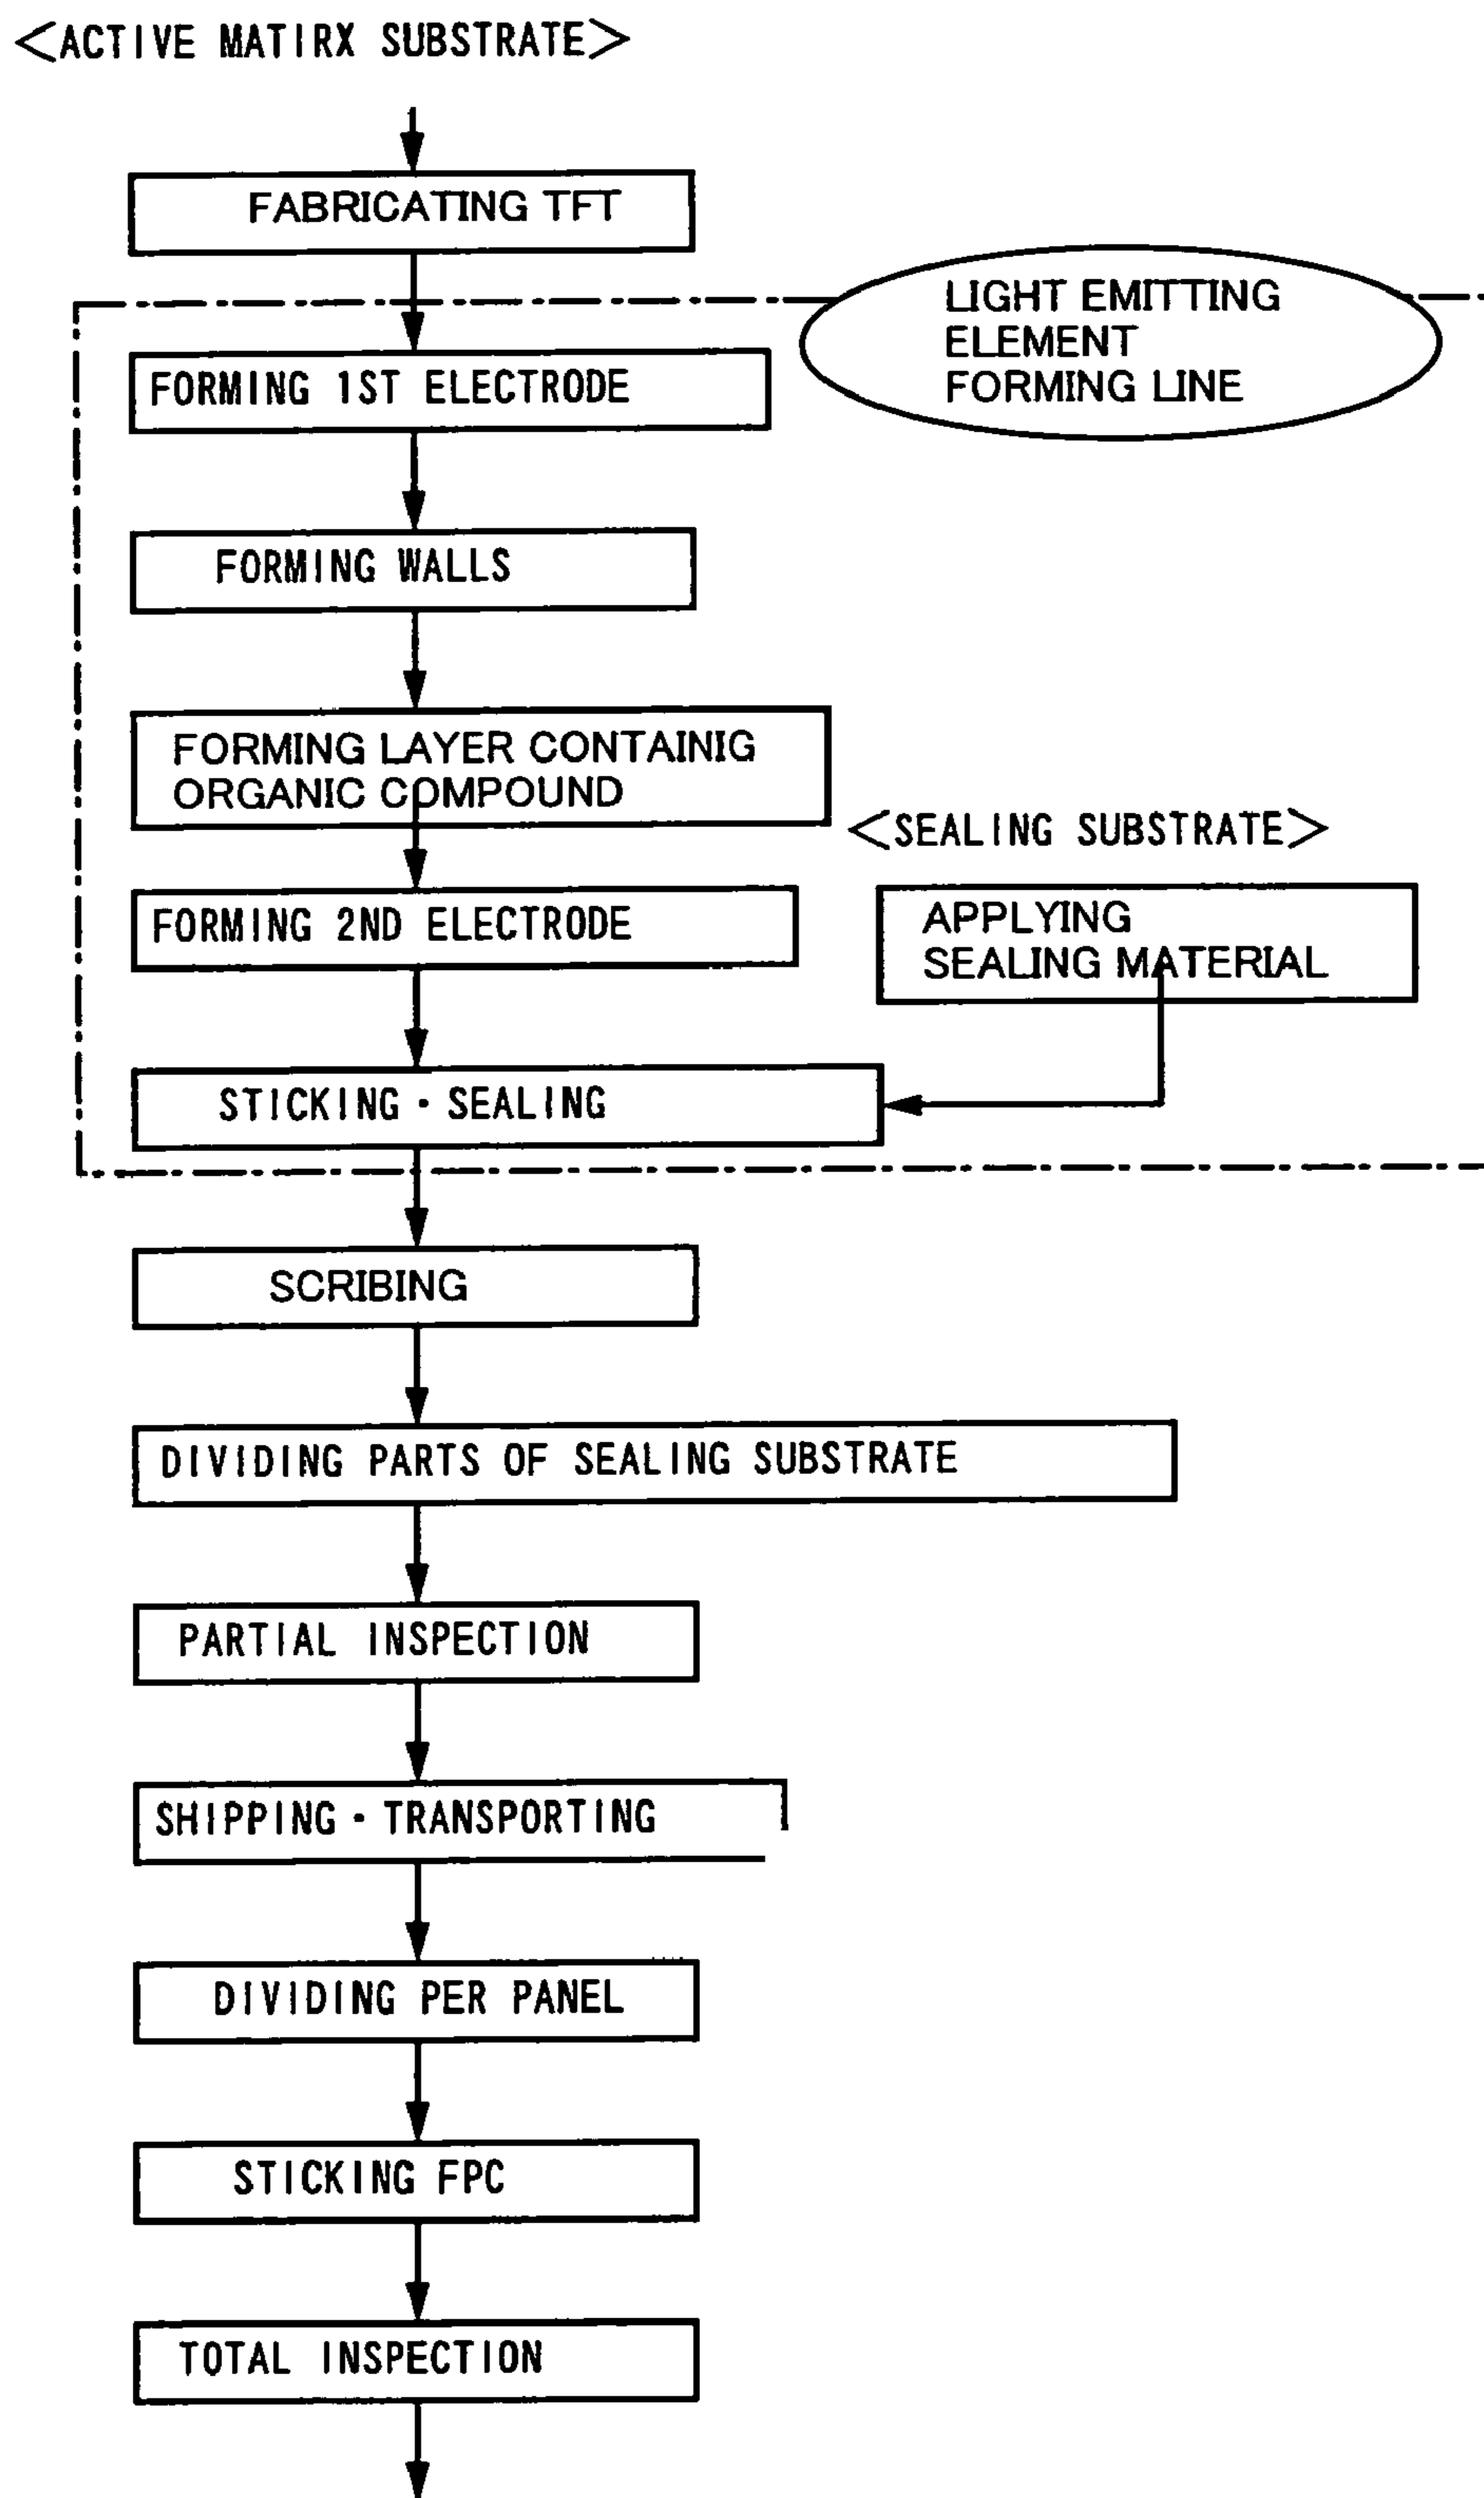 <ACTIVE MATIRX SUBSTRATE>
FABRICATING TFT
LIGHT EMITTING
ELEMENT
FORMING LINE
FORMING 1ST ELECTRODE
FORMING WALLS
FORMING LAYER CONTAINIG
ORGANIC COMPOUND
<SEALING SUBSTRATE>
FORMING 2ND ELECTRODE
APPLYING
SEALING MATERIAL
STICKING・SEALING
SCRIBING
DIVIDING PARTS OF SEALING SUBSTRATE
PARTIAL INSPECTION
SHIPPING・TRANSPORTING
DIVIDING PER PANEL
STICKING FPC
TOTAL INSPECTION